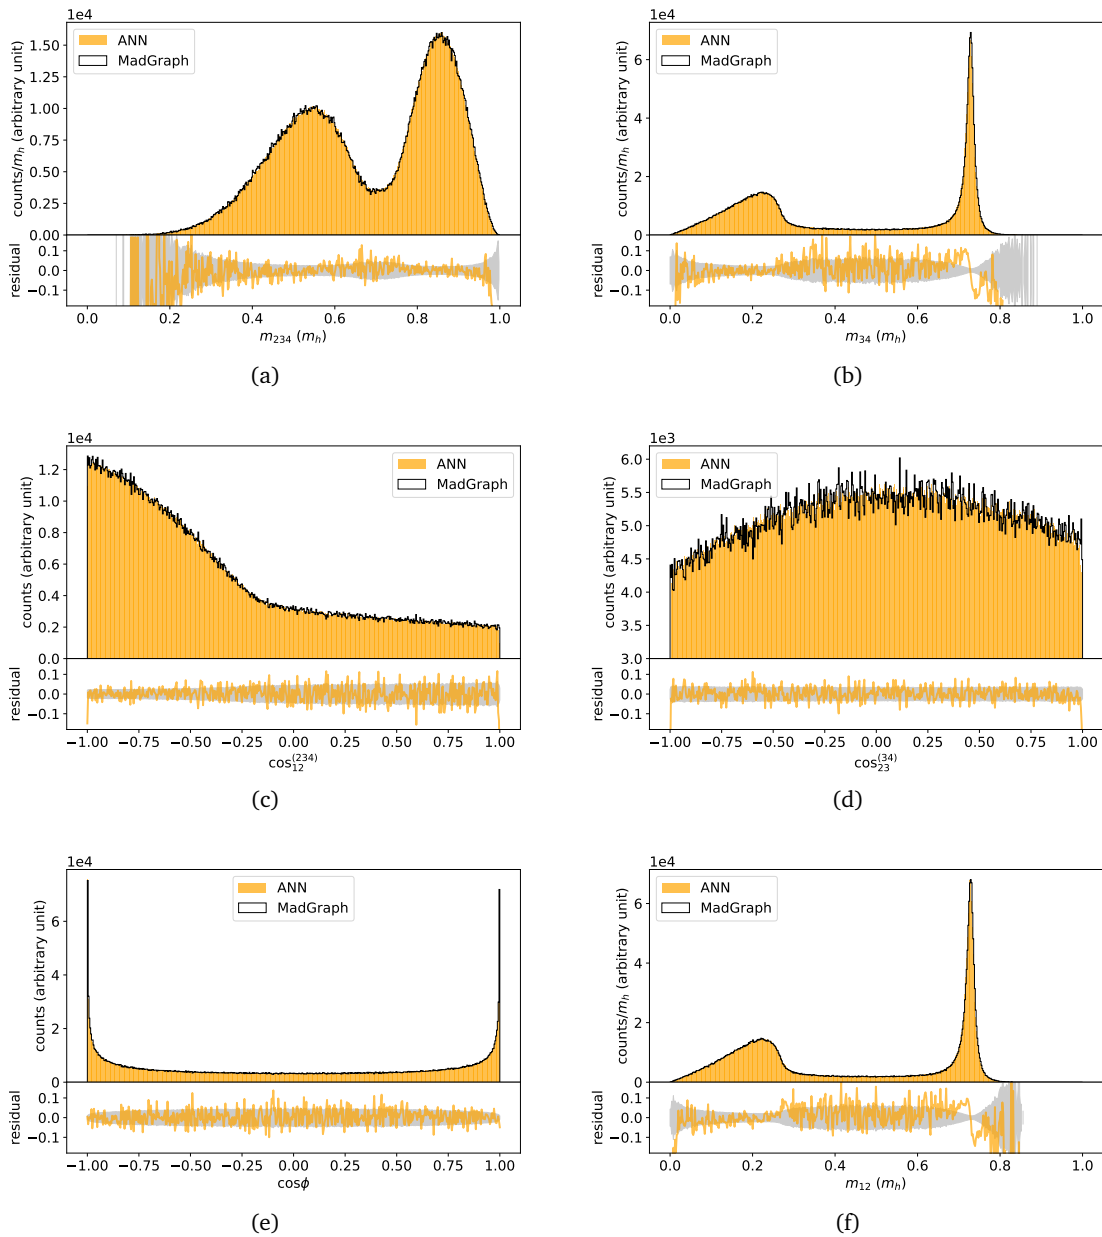 1e4
ANN
MadGraph
counts/m_h (arbitrary unit)
1.50
1.25
1.00
0.75
0.50
0.25
0.00
residual
0.1
0.0
−0.1
0.0 0.2 0.4 0.6 0.8 1.0
m_234 (m_h)
(a)
1e4
ANN
MadGraph
counts/m_h (arbitrary unit)
6
4
2
0
residual
0.1
0.0
−0.1
0.0 0.2 0.4 0.6 0.8 1.0
m_34 (m_h)
(b)
1e4
ANN
MadGraph
counts (arbitrary unit)
1.2
1.0
0.8
0.6
0.4
0.2
0.0
residual
0.1
0.0
−0.1
−1.00 −0.75 −0.50 −0.25 0.00 0.25 0.50 0.75 1.00
cos_12^(234)
(c)
1e3
ANN
MadGraph
counts (arbitrary unit)
6.0
5.5
5.0
4.5
4.0
3.5
3.0
residual
0.1
0.0
−0.1
−1.00 −0.75 −0.50 −0.25 0.00 0.25 0.50 0.75 1.00
cos_23^(34)
(d)
1e4
ANN
MadGraph
counts (arbitrary unit)
6
4
2
0
residual
0.1
0.0
−0.1
−1.00 −0.75 −0.50 −0.25 0.00 0.25 0.50 0.75 1.00
cosϕ
(e)
1e4
ANN
MadGraph
counts/m_h (arbitrary unit)
6
4
2
0
residual
0.1
0.0
−0.1
0.0 0.2 0.4 0.6 0.8 1.0
m_12 (m_h)
(f)